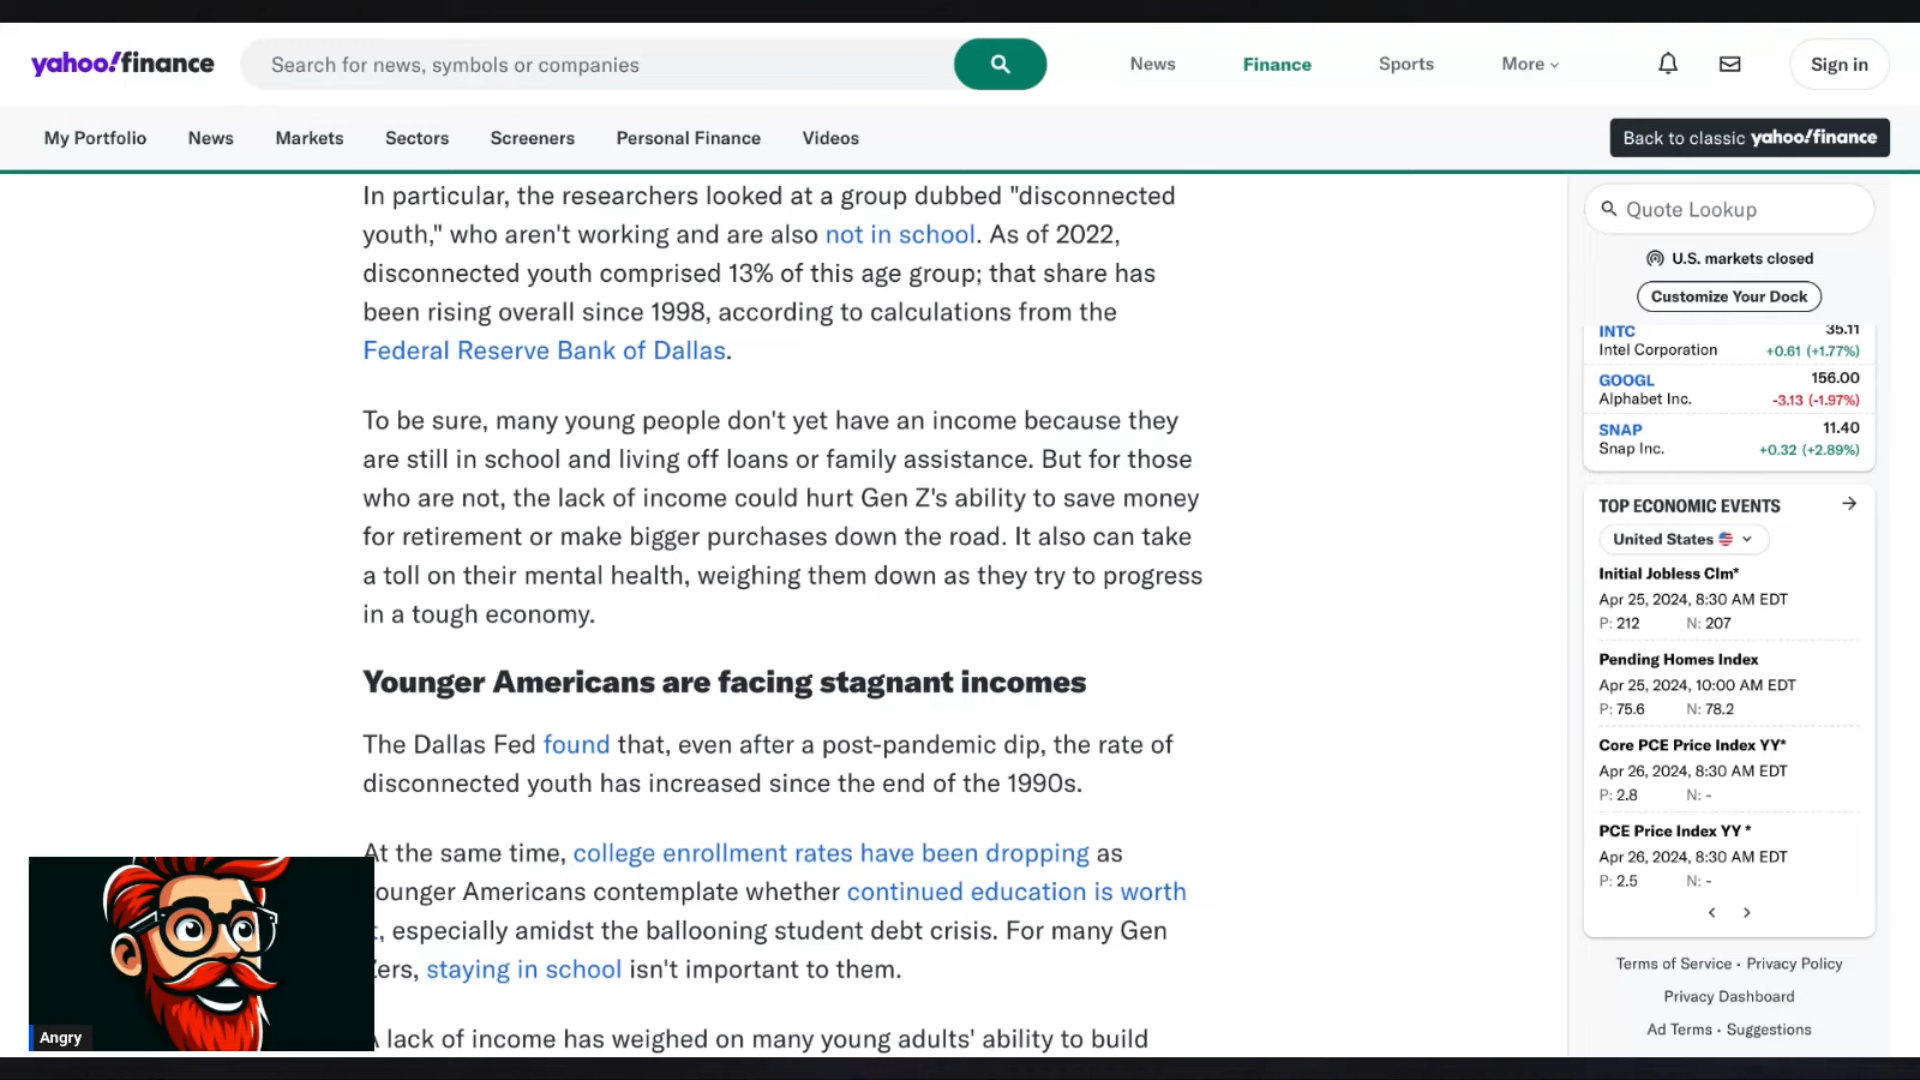 yahoo!finance
Search for news, symbols or companies
News
Finance
Sports
More
Sign in
My Portfolio
News
Markets
Sectors
Screeners
Personal Finance
Videos
Back to classic yahoo!finance
In particular, the researchers looked at a group dubbed "disconnected
youth," who aren't working and are also not in school. As of 2022,
disconnected youth comprised 13% of this age group; that share has
been rising overall since 1998, according to calculations from the
Federal Reserve Bank of Dallas.
To be sure, many young people don't yet have an income because they
are still in school and living off loans or family assistance. But for those
who are not, the lack of income could hurt Gen Z's ability to save money
for retirement or make bigger purchases down the road. It also can take
a toll on their mental health, weighing them down as they try to progress
in a tough economy.
Younger Americans are facing stagnant incomes
The Dallas Fed found that, even after a post-pandemic dip, the rate of
disconnected youth has increased since the end of the 1990s.
At the same time, college enrollment rates have been dropping as
ounger Americans contemplate whether continued education is worth
t, especially amidst the ballooning student debt crisis. For many Gen
Zers, staying in school isn't important to them.
A lack of income has weighed on many young adults' ability to build
Angry
Quote Lookup
U.S. markets closed
Customize Your Dock
INTC 35.11
Intel Corporation +0.61 (+1.77%)
GOOGL 156.00
Alphabet Inc. -3.13 (-1.97%)
SNAP 11.40
Snap Inc. +0.32 (+2.89%)
TOP ECONOMIC EVENTS
United States
Initial Jobless Clm*
Apr 25, 2024, 8:30 AM EDT
P: 212 N: 207
Pending Homes Index
Apr 25, 2024, 10:00 AM EDT
P: 75.6 N: 78.2
Core PCE Price Index YY*
Apr 26, 2024, 8:30 AM EDT
P: 2.8 N: -
PCE Price Index YY *
Apr 26, 2024, 8:30 AM EDT
P: 2.5 N: -
Terms of Service • Privacy Policy
Privacy Dashboard
Ad Terms • Suggestions